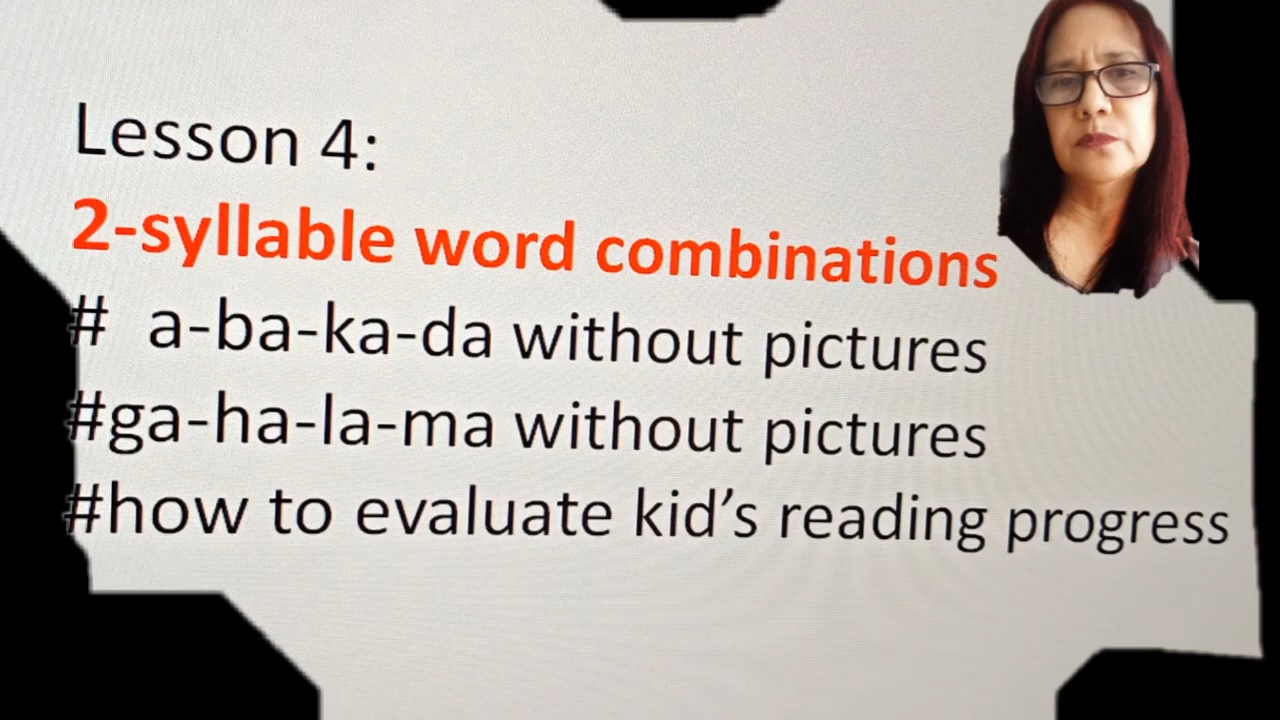 Lesson 4:
2-syllable word combinations
# a-ba-ka-da without pictures
#ga-ha-la-ma without pictures
#how to evaluate kid's reading progress